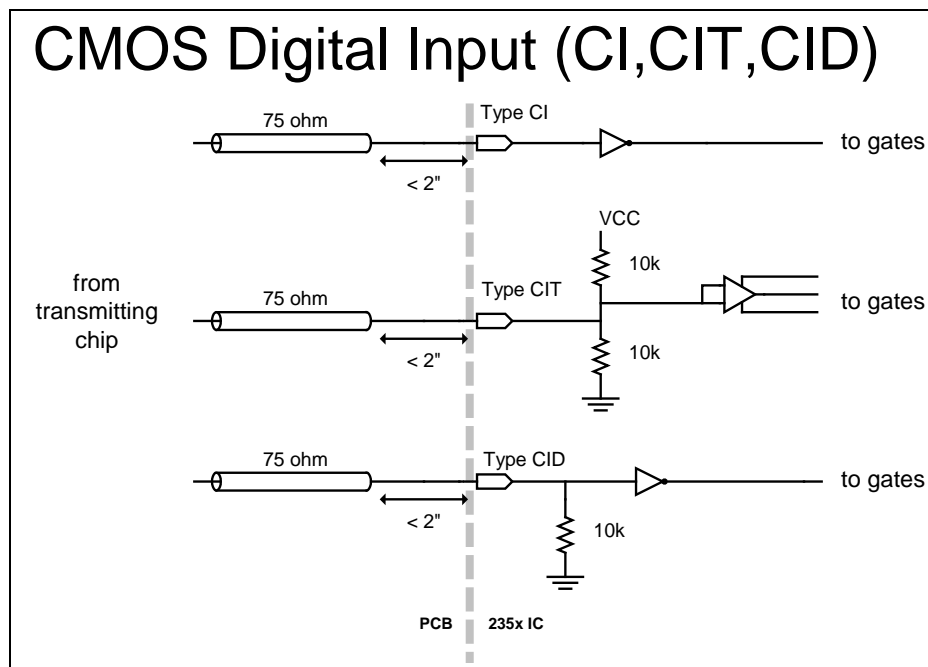 CMOS Digital Input (CI,CIT,CID)
75 ohm
Type CI
< 2"
to gates
from
transmitting
chip
75 ohm
Type CIT
< 2"
VCC
10k
10k
to gates
75 ohm
Type CID
< 2"
10k
to gates
PCB
235x IC